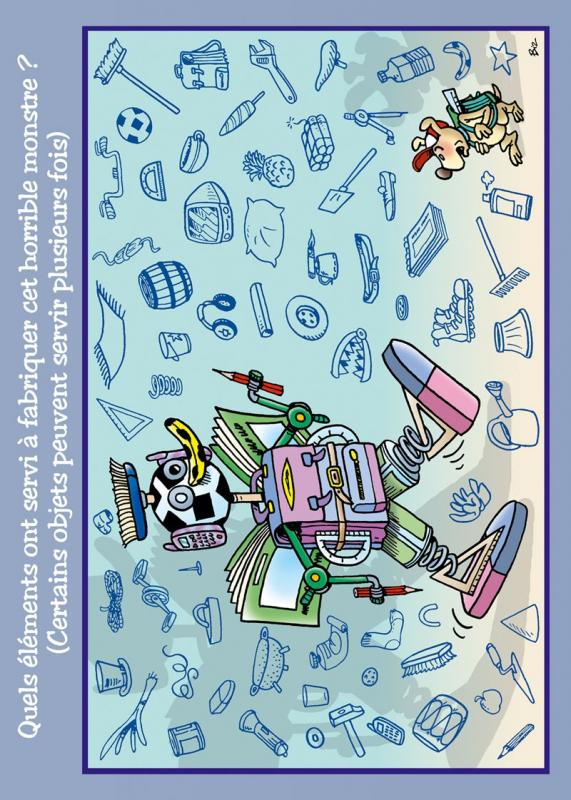 Quels éléments ont servi à fabriquer cet horrible monstre ?
(Certains objets peuvent servir plusieurs fois)